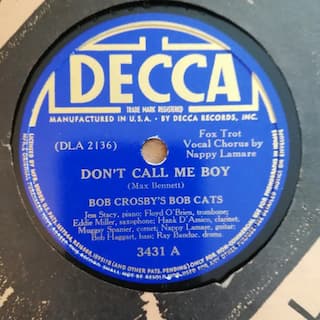 DECCA
TRADE MARK REGISTERED
MANUFACTURED IN U.S.A. · BY DECCA RECORDS, INC.
(DLA 2136)
Fox Trot
Vocal Chorus by
Nappy Lamare
DON'T CALL ME BOY
(Max Bennett)
BOB CROSBY'S BOB CATS
Jess Stacy, piano; Floyd O'Brien, trombone;
Eddie Miller, saxophone; Hank D'Amico, clarinet;
Muggsy Spanier, cornet; Nappy Lamare, guitar;
Bob Haggart, bass; Ray Bauduc, drums.
3431 A